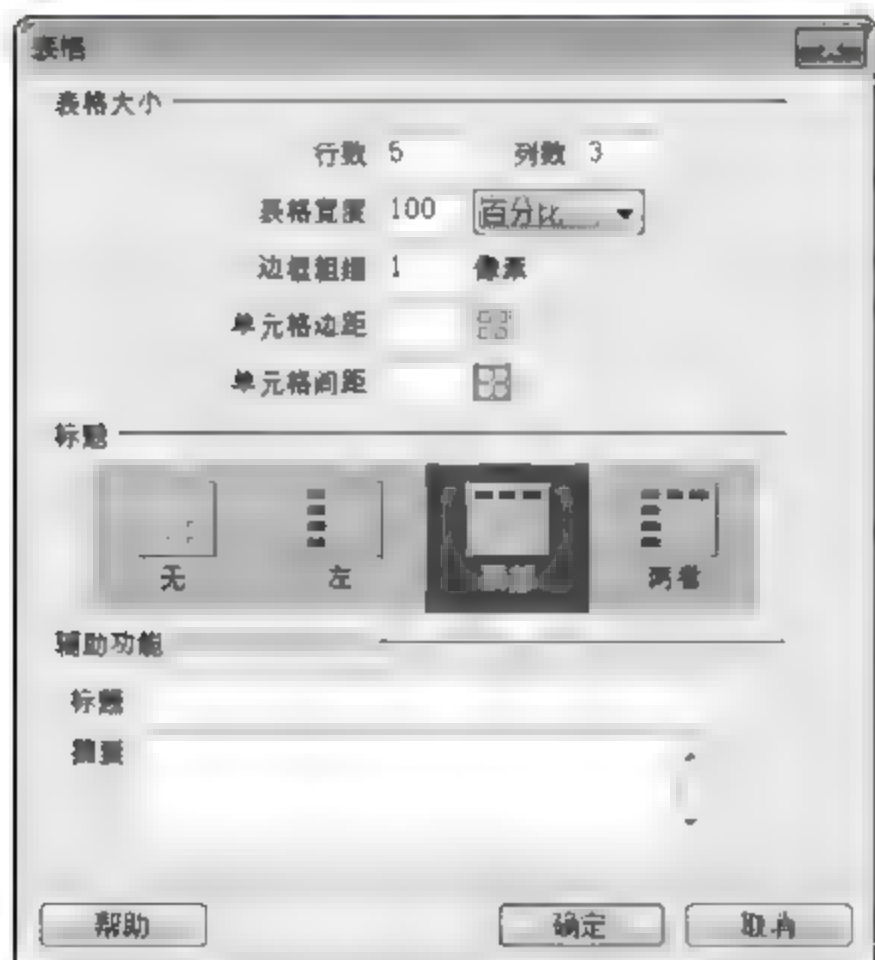 表格
表格大小
行数 5 列数 3
表格宽度 100 百分比
边框粗细 1 像素
单元格边距
单元格间距
标题
无 左 两者
辅助功能
标题
摘要
帮助 确定 取消